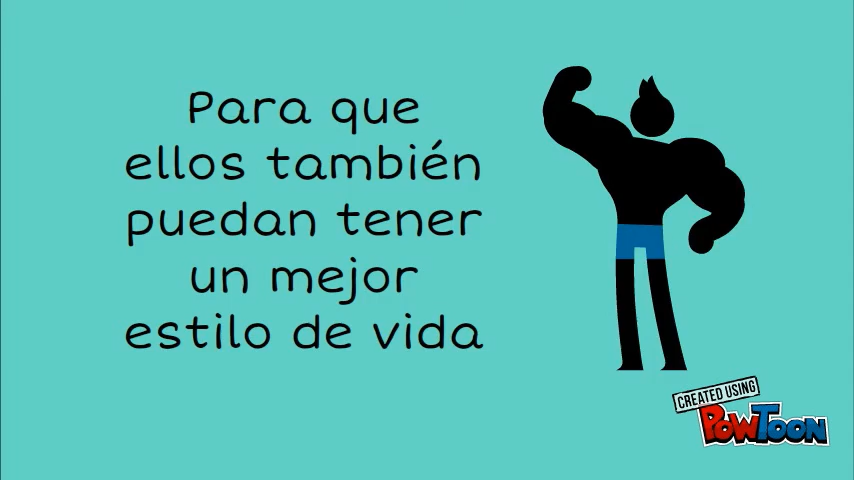 Para que
ellos también
puedan tener
un mejor
estilo de vida
CREATED USING
POWTOON